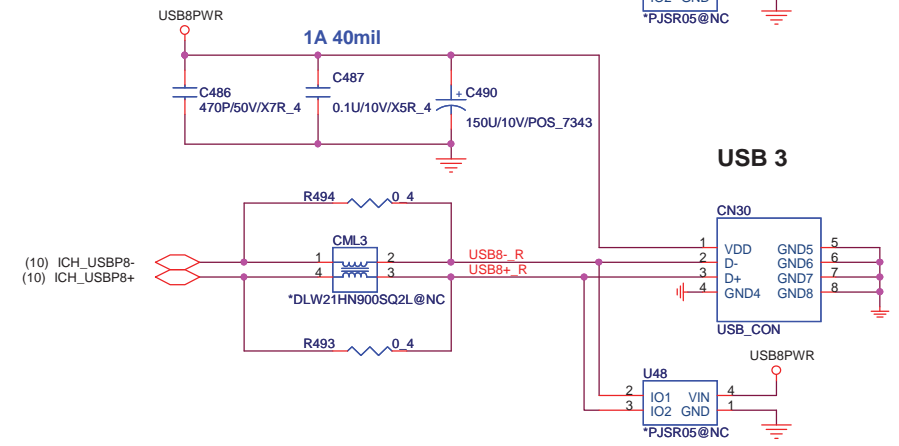 IO2 GND
*PJSR05@NC
USB8PWR
1A 40mil
C486
470P/50V/X7R_4
C487
0.1U/10V/X5R_4
+ C490
150U/10V/POS_7343
USB 3
R494 0_4
CML3
(10) ICH_USBP8-
(10) ICH_USBP8+
1 2
4 3
*DLW21HN900SQ2L@NC
USB8-_R
USB8+_R
R493 0_4
CN30
1 VDD GND5 5
2 D- GND6 6
3 D+ GND7 7
4 GND4 GND8 8
USB_CON
USB8PWR
U48
2 IO1 VIN 4
3 IO2 GND 1
*PJSR05@NC